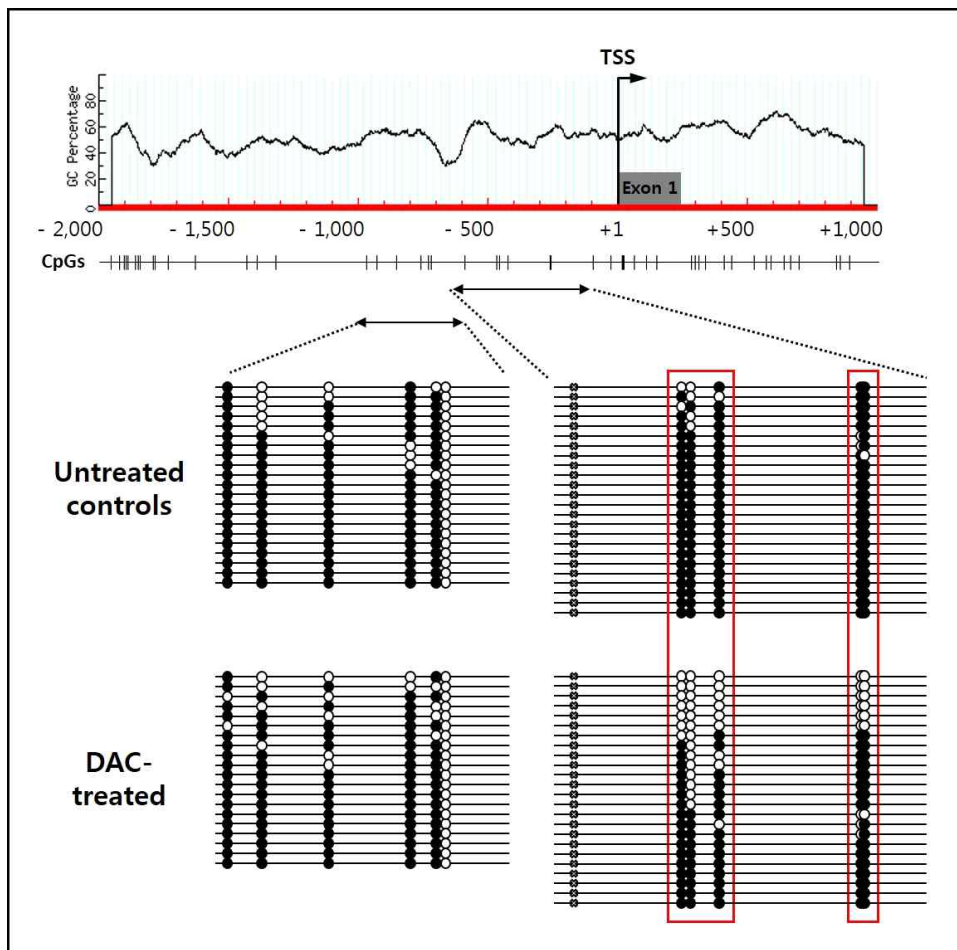 TSS
GC Percentage
0 20 40 60 80
Exon 1
- 2,000 - 1,500 - 1,000 - 500 +1 +500 +1,000
CpGs
Untreated
controls
DAC-
treated